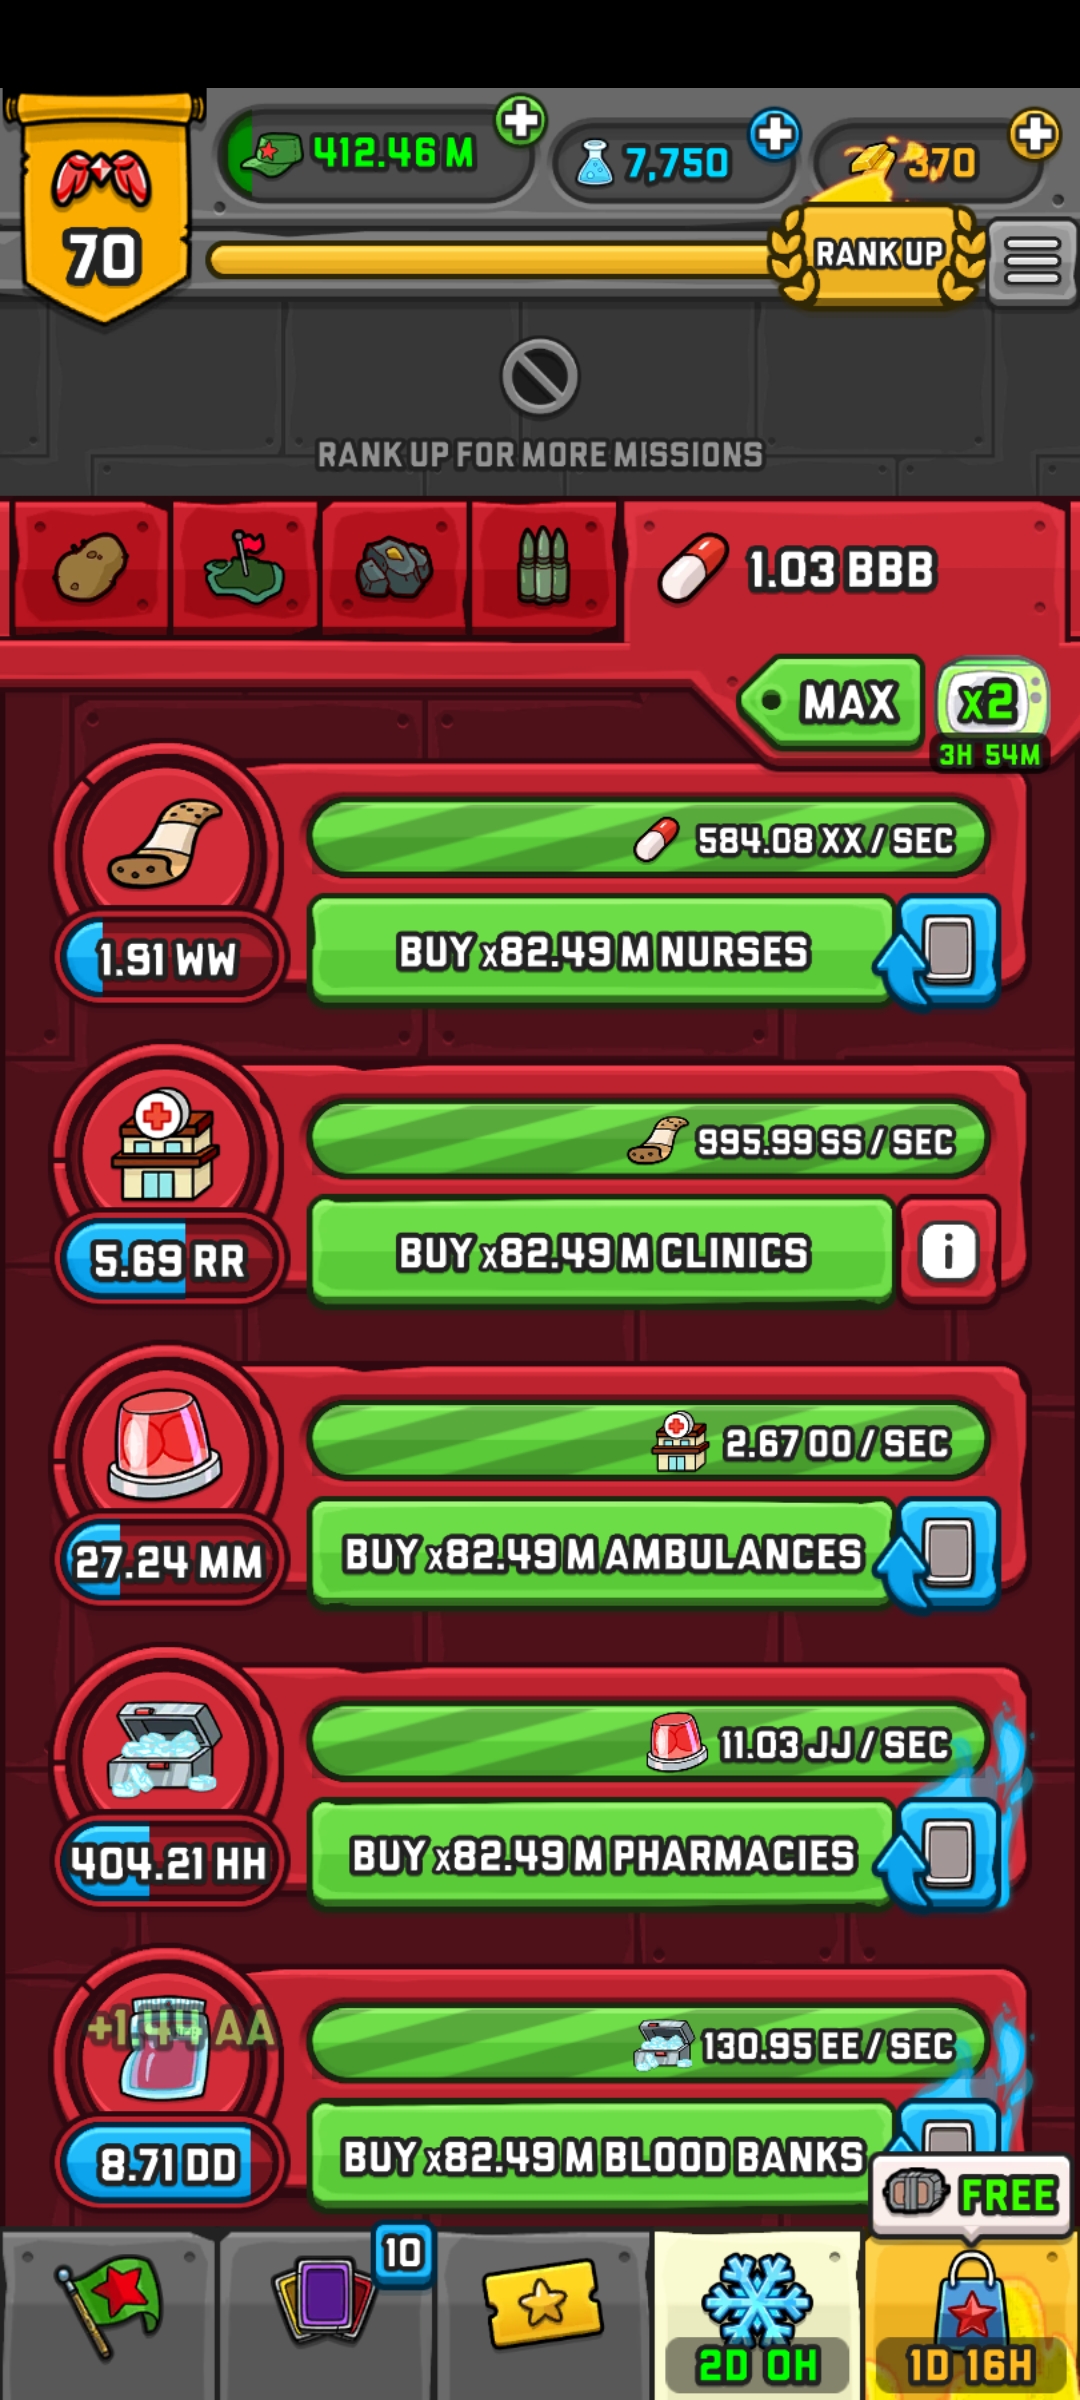 70
412.46 M
7,750
370
RANK UP
RANK UP FOR MORE MISSIONS
1.03 BBB
MAX
x2
3H 54M
584.08 XX / SEC
1.91 WW
BUY x82.49 M NURSES
995.99 SS / SEC
5.69 RR
BUY x82.49 M CLINICS
i
2.67 OO / SEC
27.24 MM
BUY x82.49 M AMBULANCES
11.03 JJ / SEC
404.21 HH
BUY x82.49 M PHARMACIES
+1.44 AA
130.95 EE / SEC
8.71 DD
BUY x82.49 M BLOOD BANKS
FREE
10
2D 0H
1D 16H